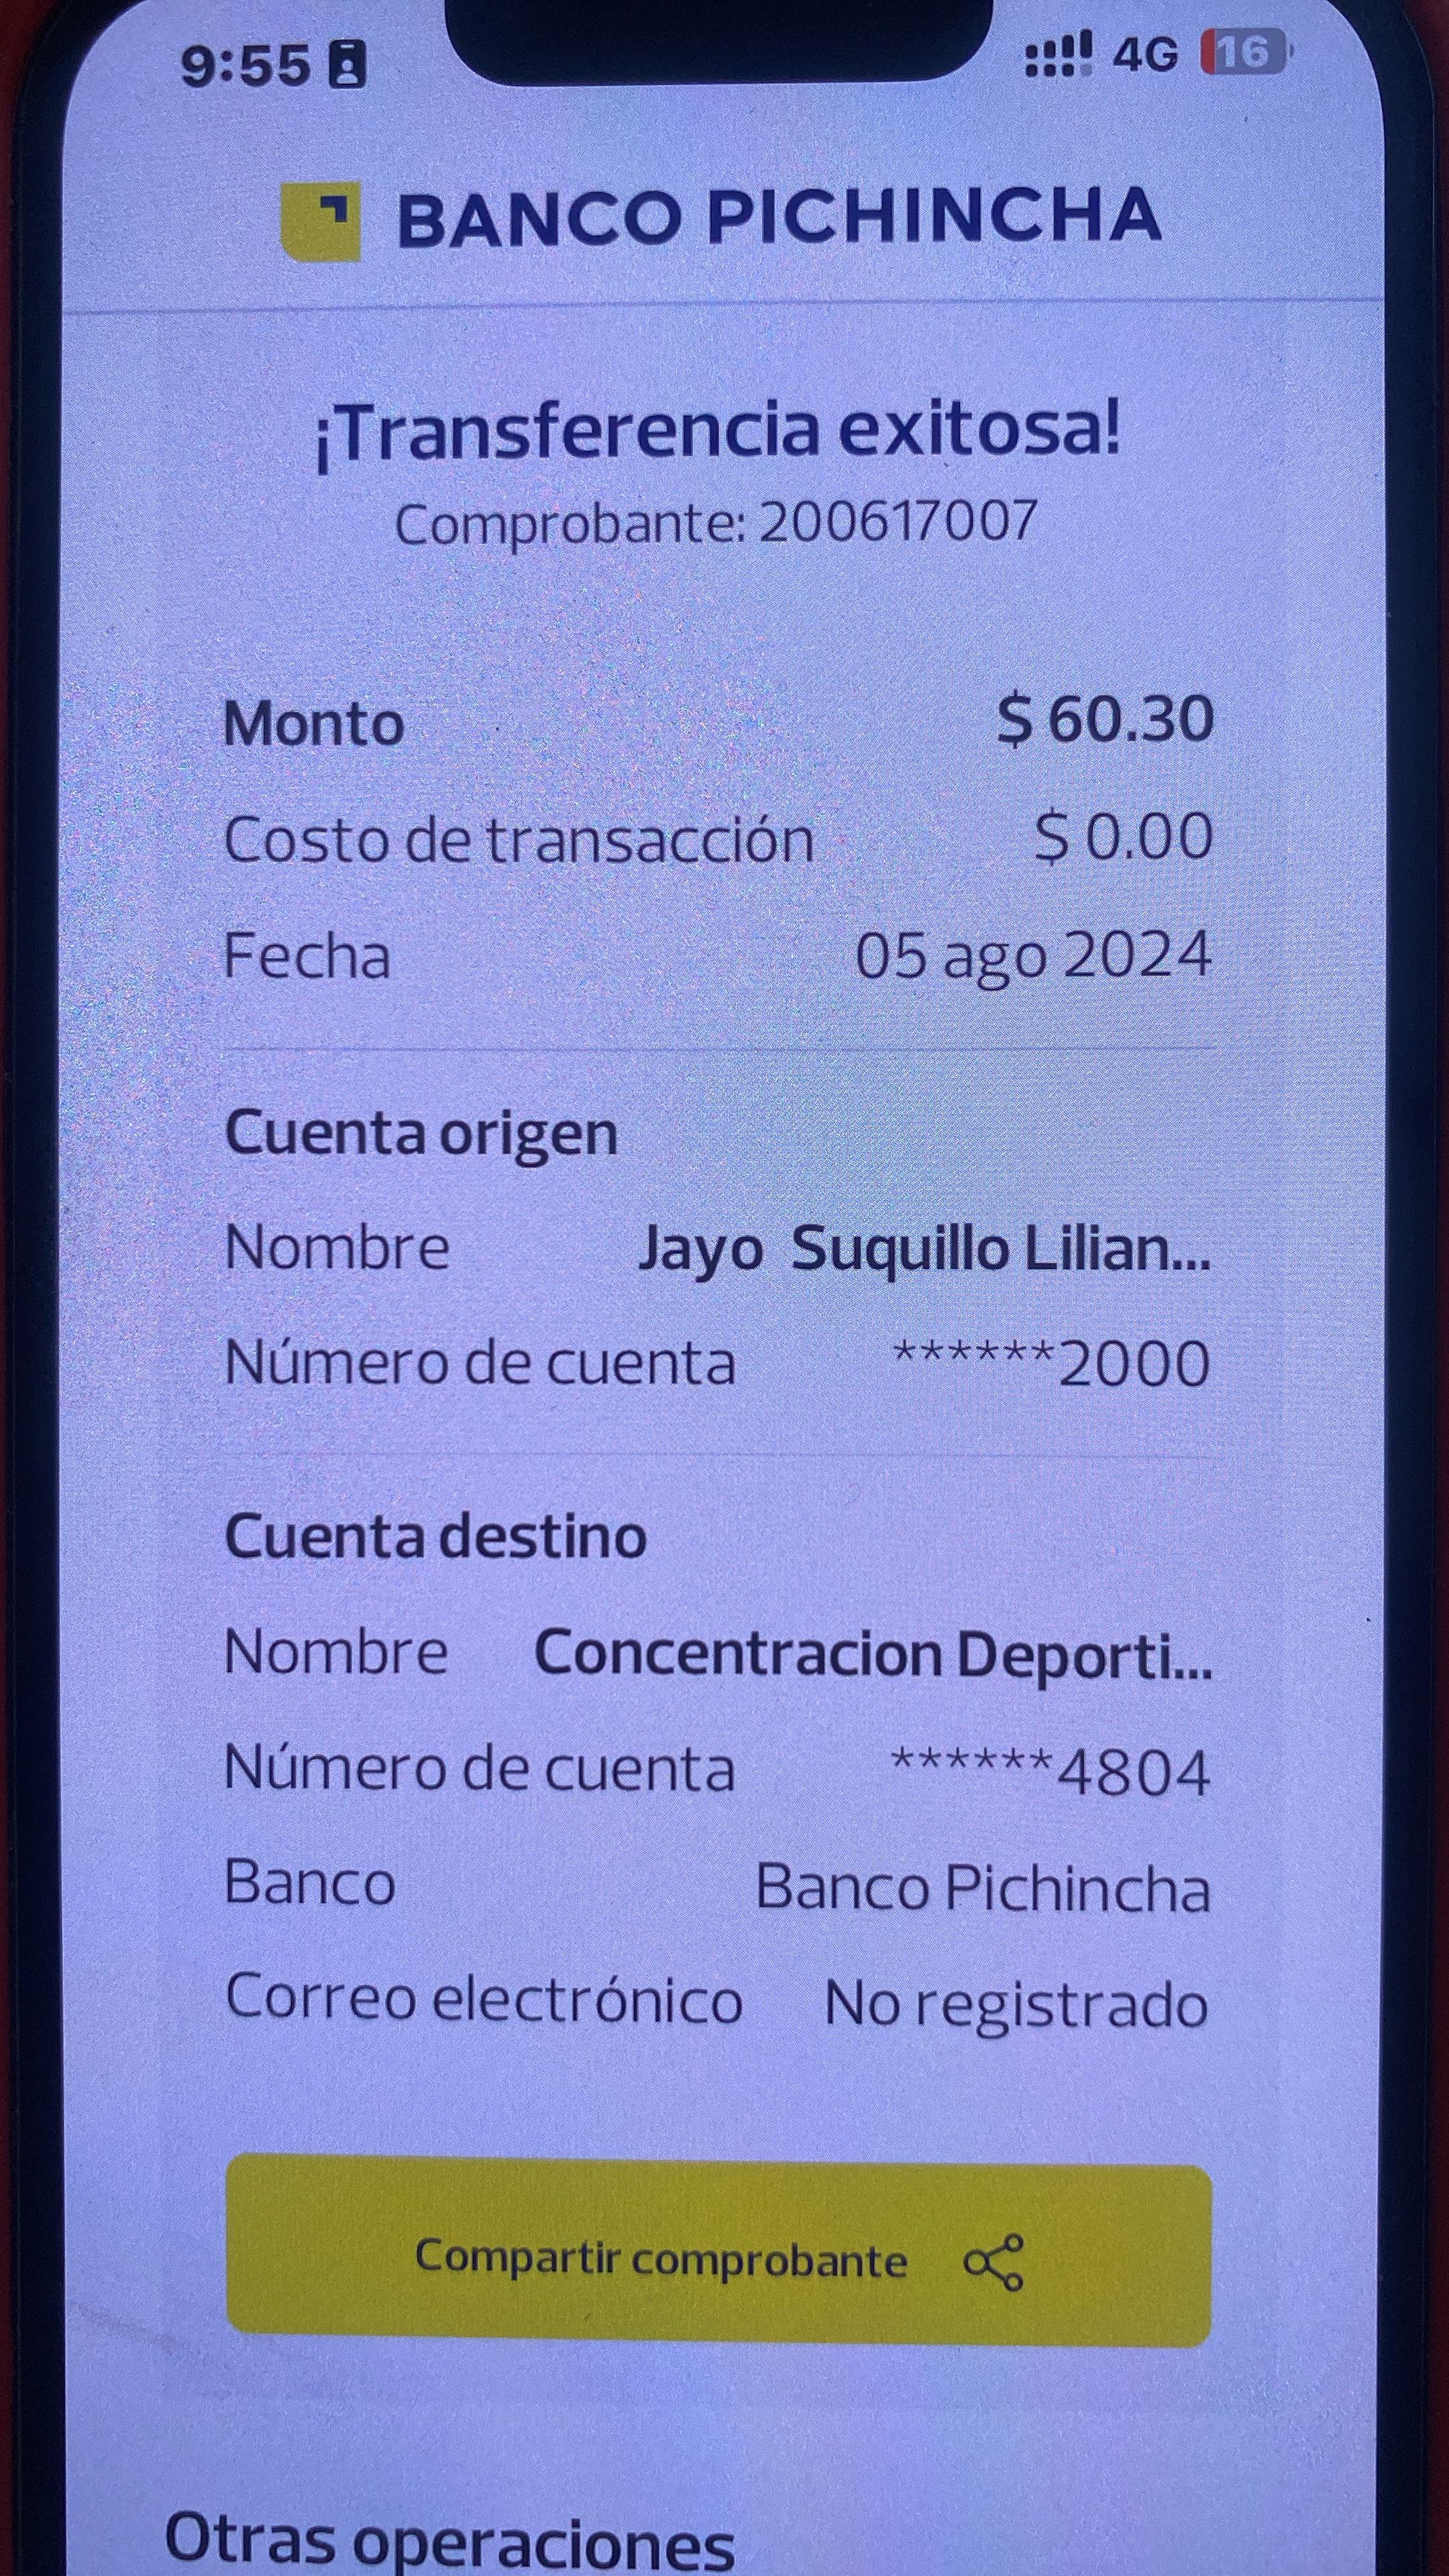 9:55 4G 16
BANCO PICHINCHA
¡Transferencia exitosa!
Comprobante: 200617007
Monto $ 60.30
Costo de transacción $ 0.00
Fecha 05 ago 2024
Cuenta origen
Nombre Jayo Suquillo Lilian...
Número de cuenta ******2000
Cuenta destino
Nombre Concentracion Deporti...
Número de cuenta ******4804
Banco Banco Pichincha
Correo electrónico No registrado
Compartir comprobante
Otras operaciones